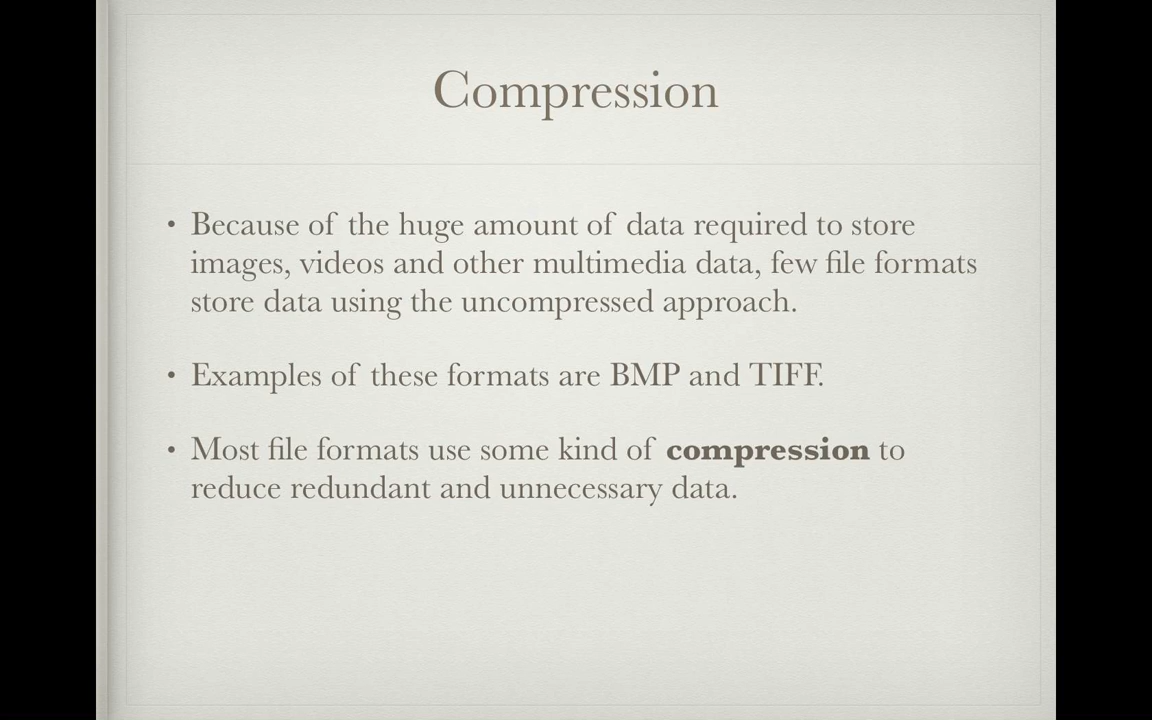 Compression
• Because of the huge amount of data required to store
images, videos and other multimedia data, few file formats
store data using the uncompressed approach.
• Examples of these formats are BMP and TIFF.
• Most file formats use some kind of compression to
reduce redundant and unnecessary data.